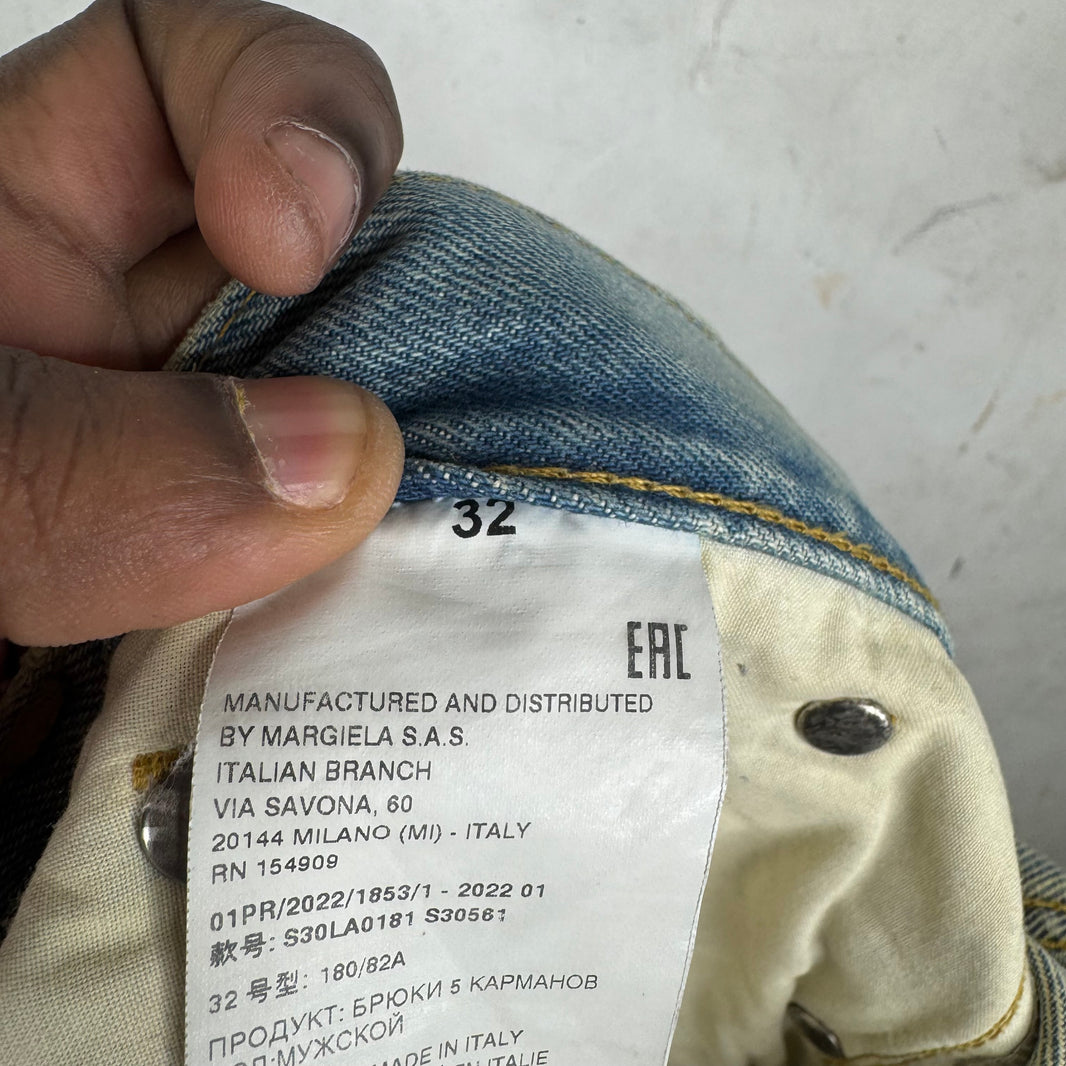 32
EAC
MANUFACTURED AND DISTRIBUTED
BY MARGIELA S.A.S.
ITALIAN BRANCH
VIA SAVONA, 60
20144 MILANO (MI) - ITALY
RN 154909
01PR/2022/1853/1 - 2022 01
款号: S30LA0181 S30561
32 号型: 180/82A
ПРОДУКТ: БРЮКИ 5 КАРМАНОВ
МУЖСКОЙ
MADE IN ITALY
EN ITALIE